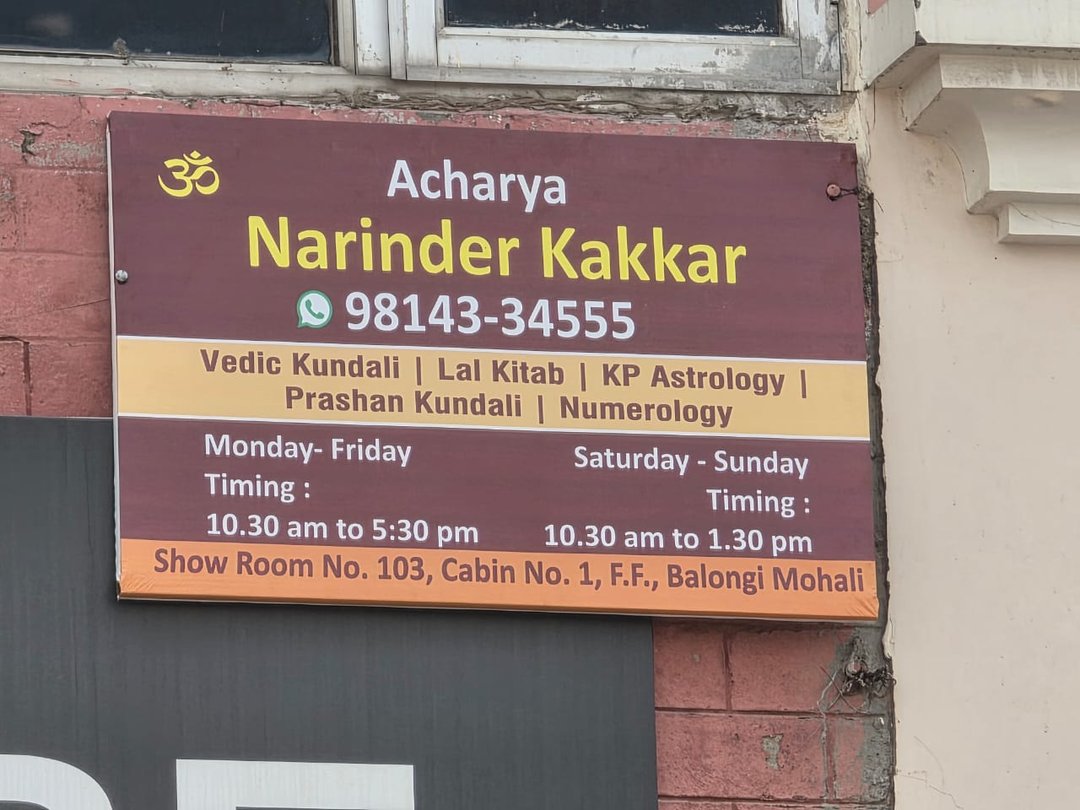 ॐ
Acharya
Narinder Kakkar
98143-34555
Vedic Kundali | Lal Kitab | KP Astrology |
Prashan Kundali | Numerology
Monday- Friday
Timing :
10.30 am to 5:30 pm
Saturday - Sunday
Timing :
10.30 am to 1.30 pm
Show Room No. 103, Cabin No. 1, F.F., Balongi Mohali